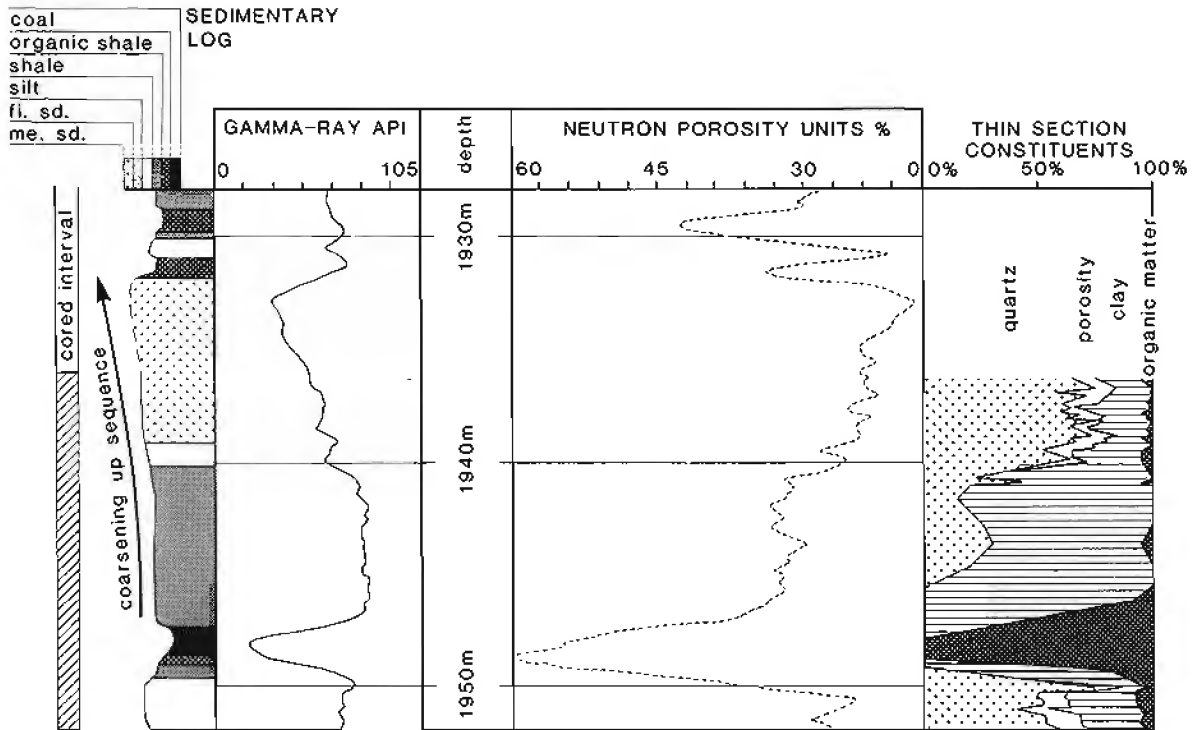 coal
organic shale
shale
silt
fi. sd.
me. sd.
SEDIMENTARY
LOG
GAMMA-RAY API
0 105
depth
NEUTRON POROSITY UNITS %
60 45 30 0
THIN SECTION
CONSTITUENTS
0% 50% 100%
cored interval
coarsening up sequence
1930m
1940m
1950m
quartz
porosity
clay
organic matter